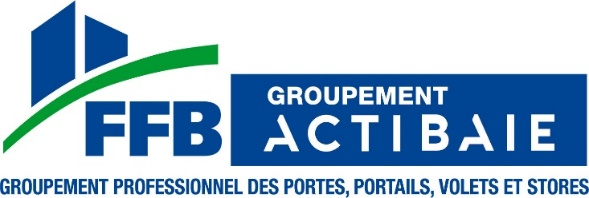 FFB
GROUPEMENT
ACTIBAIE
GROUPEMENT PROFESSIONNEL DES PORTES, PORTAILS, VOLETS ET STORES